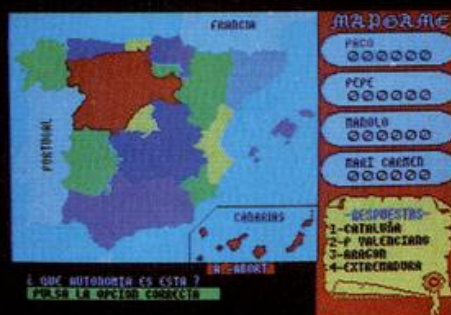 FRANCIA
PORTUGAL
CANARIAS
A -ABORT
¿ QUE AUTONOMIA ES ESTA ?
PULSA LA OPCION CORRECTA
MAPGAME
PACO
000000
PEPE
000000
MANOLO
000000
MARI CARMEN
000000
-RESPUESTAS-
1-CATALUÑA
2-P VALENCIANO
3-ARAGON
4-EXTREMADURA